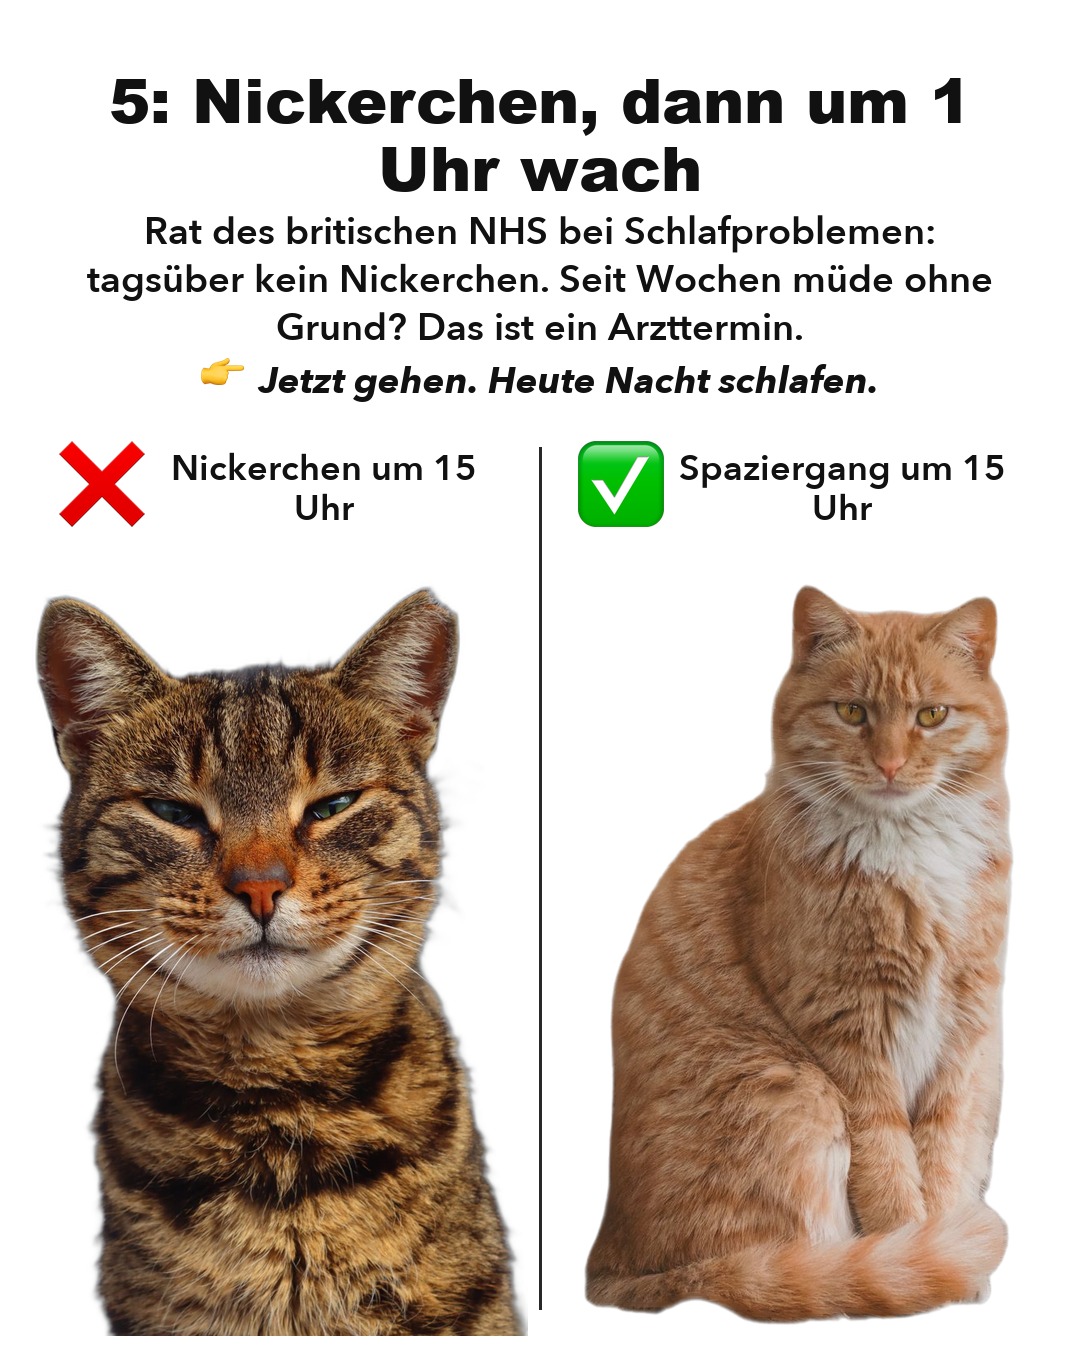 5: Nickerchen, dann um 1
Uhr wach
Rat des britischen NHS bei Schlafproblemen:
tagsüber kein Nickerchen. Seit Wochen müde ohne
Grund? Das ist ein Arzttermin.
👉 Jetzt gehen. Heute Nacht schlafen.
❌ Nickerchen um 15
Uhr
✅ Spaziergang um 15
Uhr